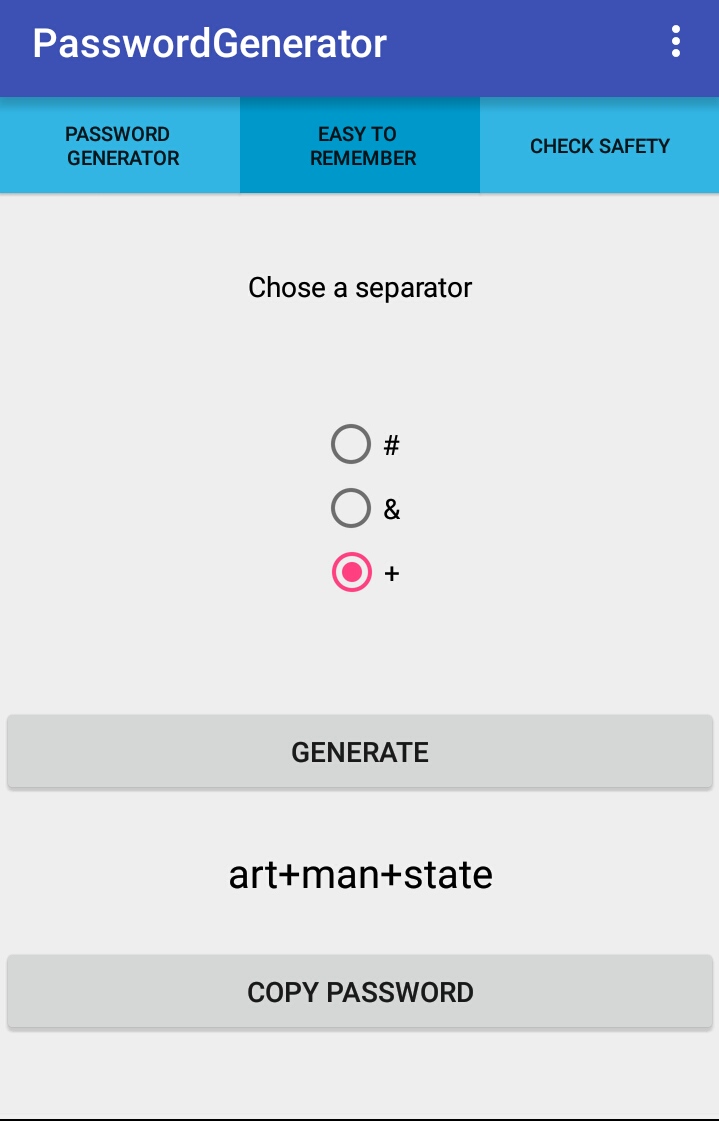 PasswordGenerator
PASSWORD
GENERATOR
EASY TO
REMEMBER
CHECK SAFETY
Chose a separator
#
&
+
GENERATE
art+man+state
COPY PASSWORD